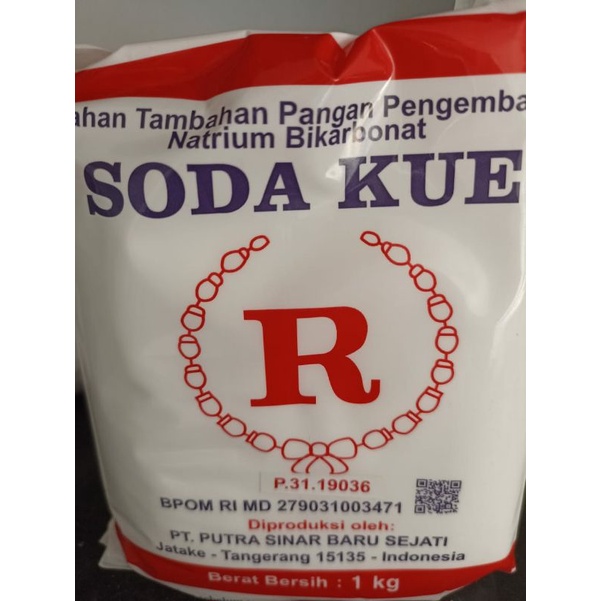 ahan Tambahan Pangan Pengemba
Natrium Bikarbonat
SODA KUE
R
P.31.19036
BPOM RI MD 279031003471
Diproduksi oleh:
PT. PUTRA SINAR BARU SEJATI
Jatake - Tangerang 15135 - Indonesia
Berat Bersih : 1 kg